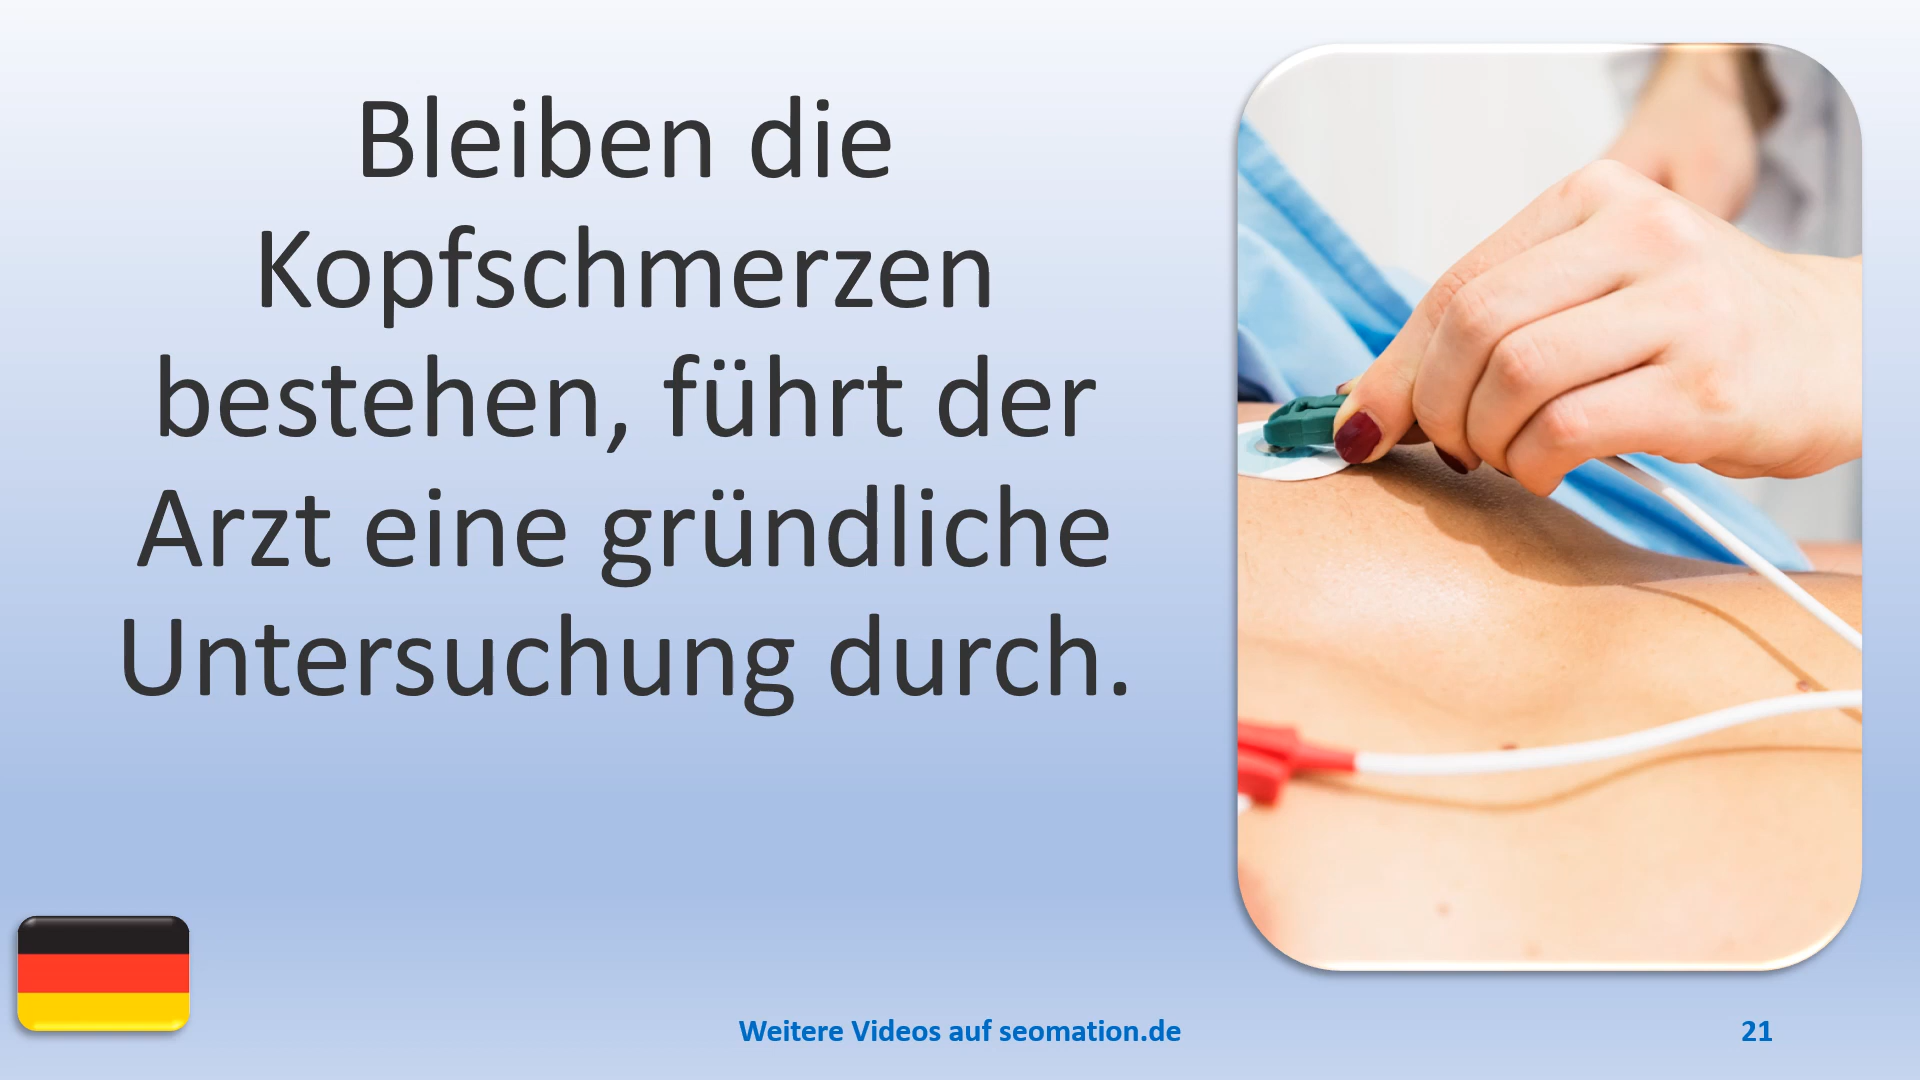 Bleiben die
Kopfschmerzen
bestehen, führt der
Arzt eine gründliche
Untersuchung durch.
Weitere Videos auf seomation.de
21